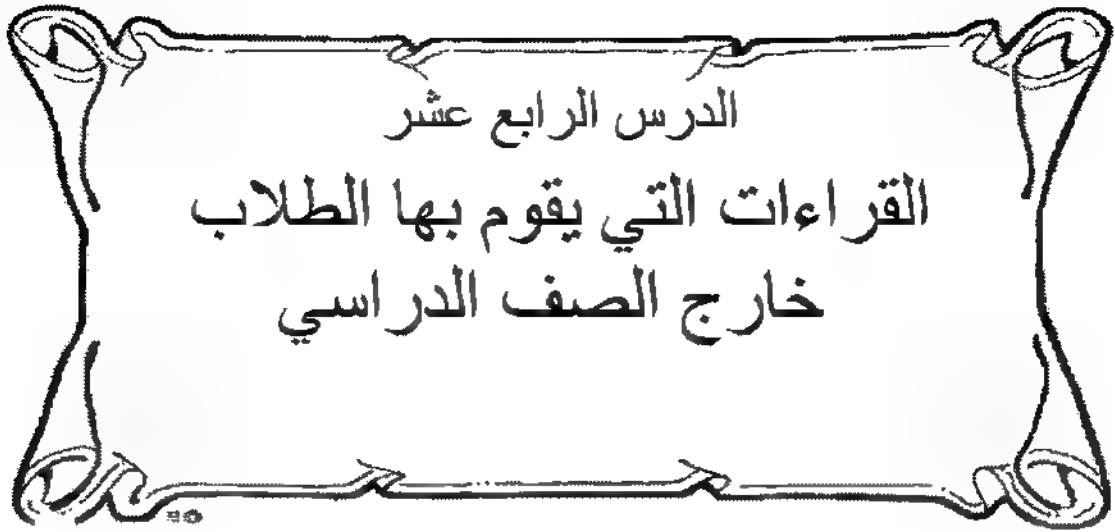 الدرس الرابع عشر
القراءات التي يقوم بها الطلاب
خارج الصف الدراسي